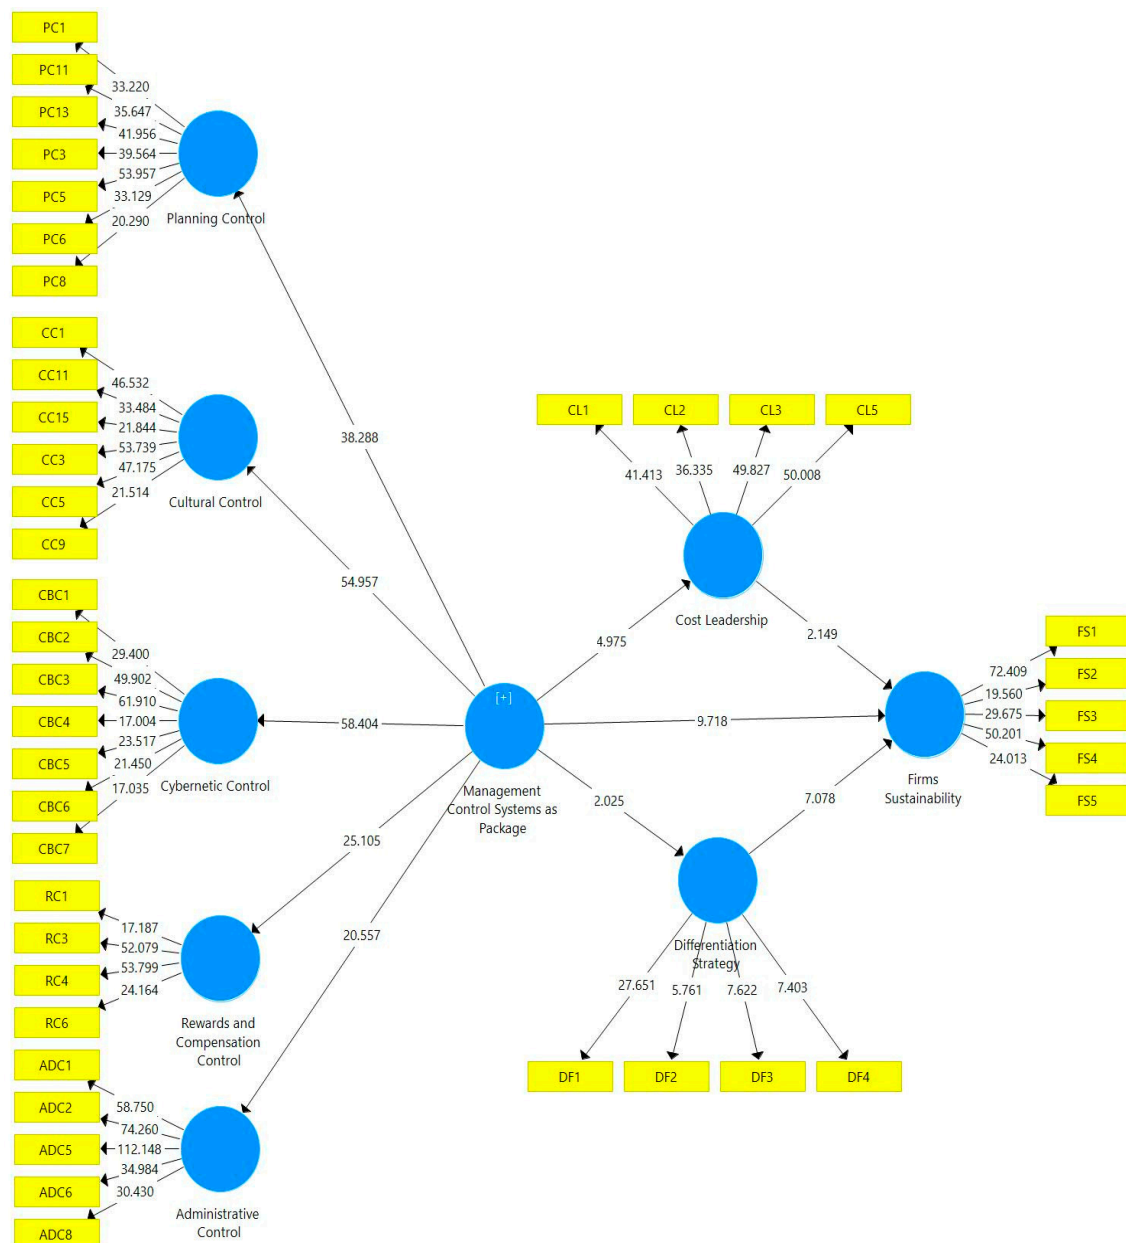 PC1
PC11
PC13
PC3
PC5
PC6
PC8
33.220
35.647
41.956
39.564
53.957
33.129
20.290
Planning Control
CC1
CC11
CC15
CC3
CC5
CC9
46.532
33.484
21.844
53.739
47.175
21.514
Cultural Control
CBC1
CBC2
CBC3
CBC4
CBC5
CBC6
CBC7
29.400
49.902
61.910
17.004
23.517
21.450
17.035
Cybernetic Control
RC1
RC3
RC4
RC6
17.187
52.079
53.799
24.164
Rewards and
Compensation
Control
ADC1
ADC2
ADC5
ADC6
ADC8
58.750
74.260
112.148
34.984
30.430
Administrative
Control
38.288
54.957
58.404
25.105
20.557
[+]
Management
Control Systems as
Package
4.975
9.718
2.025
CL1
CL2
CL3
CL5
41.413
36.335
49.827
50.008
Cost Leadership
2.149
7.078
Differentiation
Strategy
27.651
5.761
7.622
7.403
DF1
DF2
DF3
DF4
Firms
Sustainability
72.409
19.560
29.675
50.201
24.013
FS1
FS2
FS3
FS4
FS5